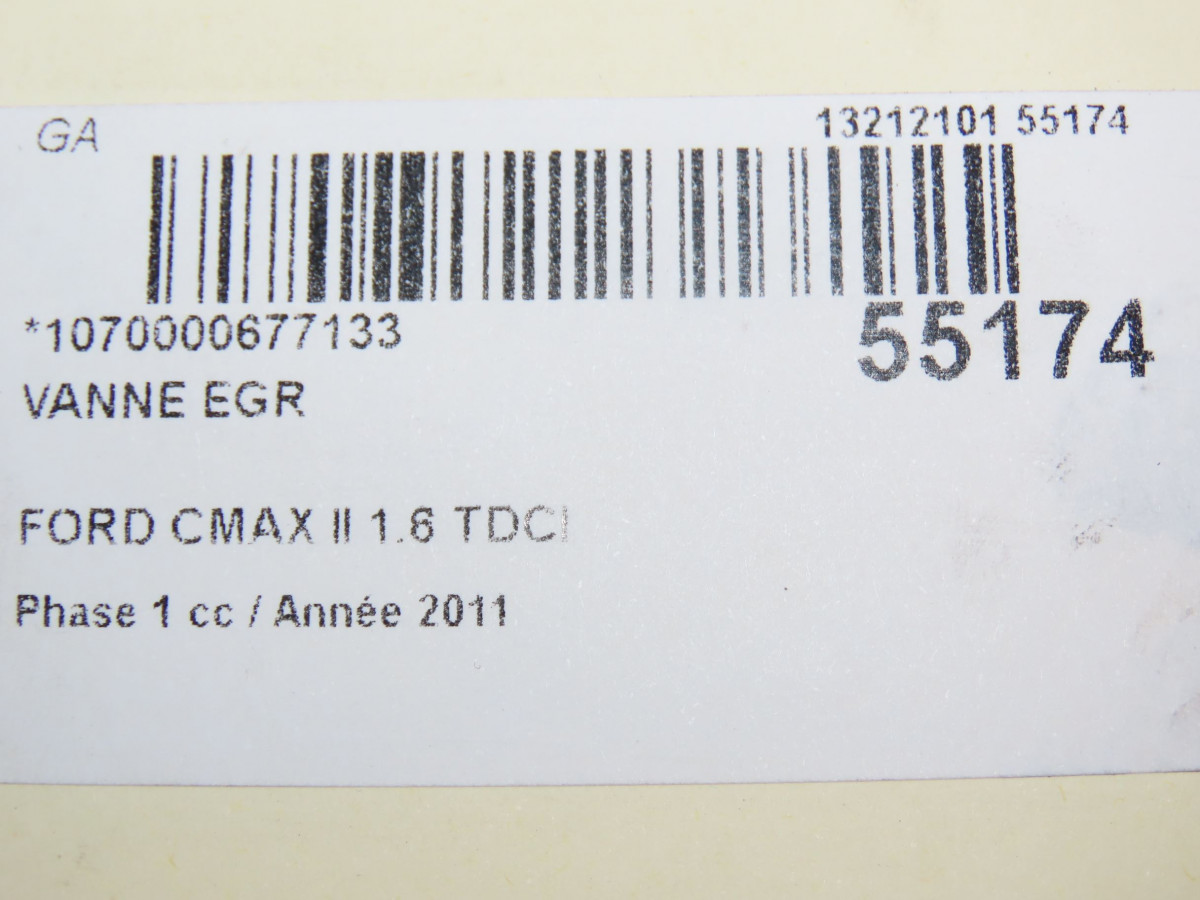 GA
13212101 55174
*1070000677133
55174
VANNE EGR
FORD CMAX II 1.6 TDCI
Phase 1 cc / Année 2011